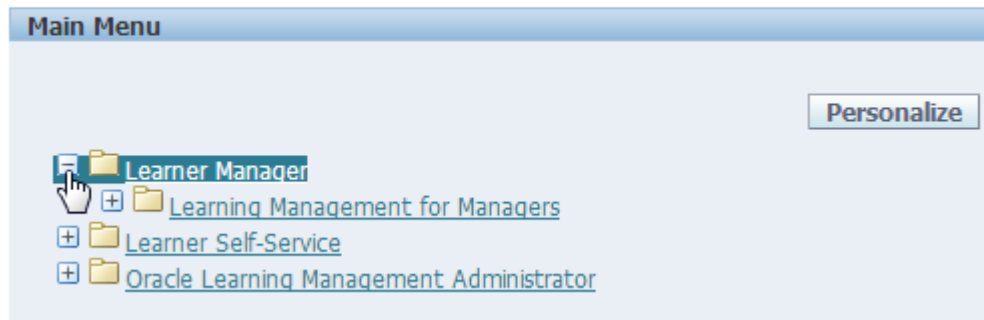 Main Menu
Personalize
Learner Manager
Learning Management for Managers
Learner Self-Service
Oracle Learning Management Administrator